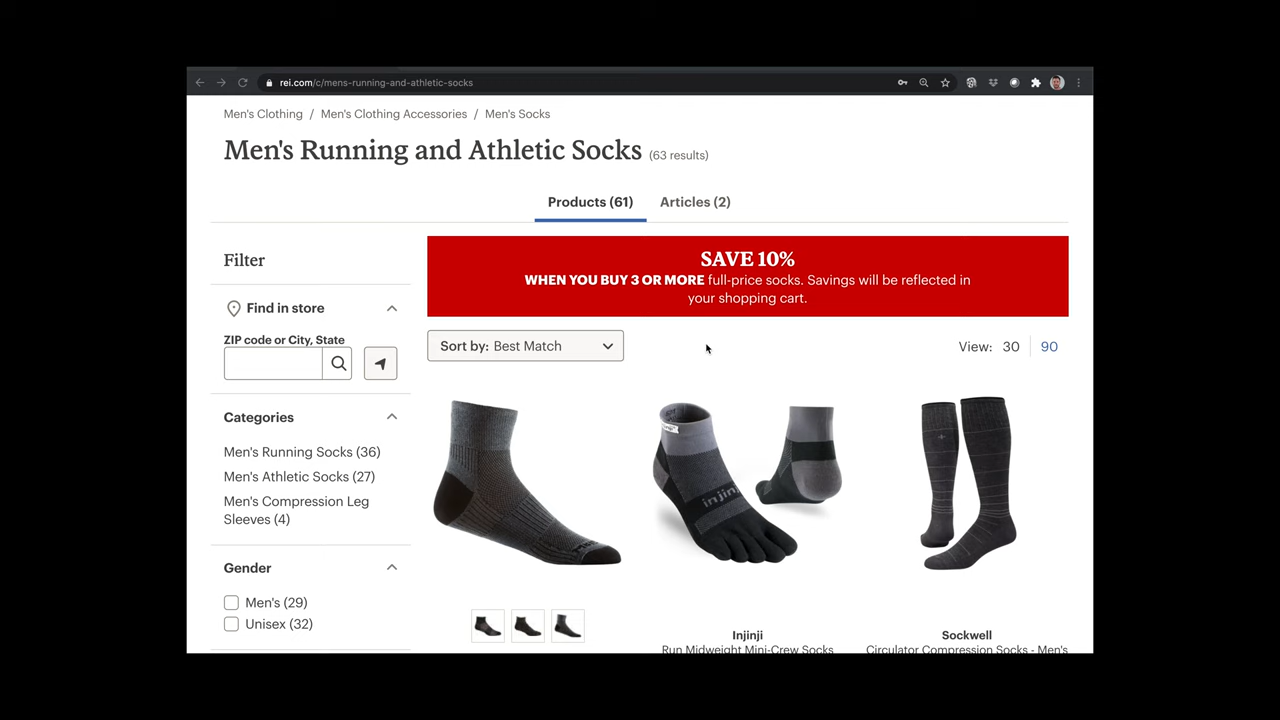 rei.com/c/mens-running-and-athletic-socks
Men's Clothing / Men's Clothing Accessories / Men's Socks
Men's Running and Athletic Socks (63 results)
Products (61) Articles (2)
Filter
Find in store
ZIP code or City, State
Categories
Men's Running Socks (36)
Men's Athletic Socks (27)
Men's Compression Leg
Sleeves (4)
Gender
Men's (29)
Unisex (32)
SAVE 10%
WHEN YOU BUY 3 OR MORE full-price socks. Savings will be reflected in
your shopping cart.
Sort by: Best Match
View: 30 90
injinji
Injinji
Run Midweight Mini-Crew Socks
Sockwell
Circulator Compression Socks - Men's